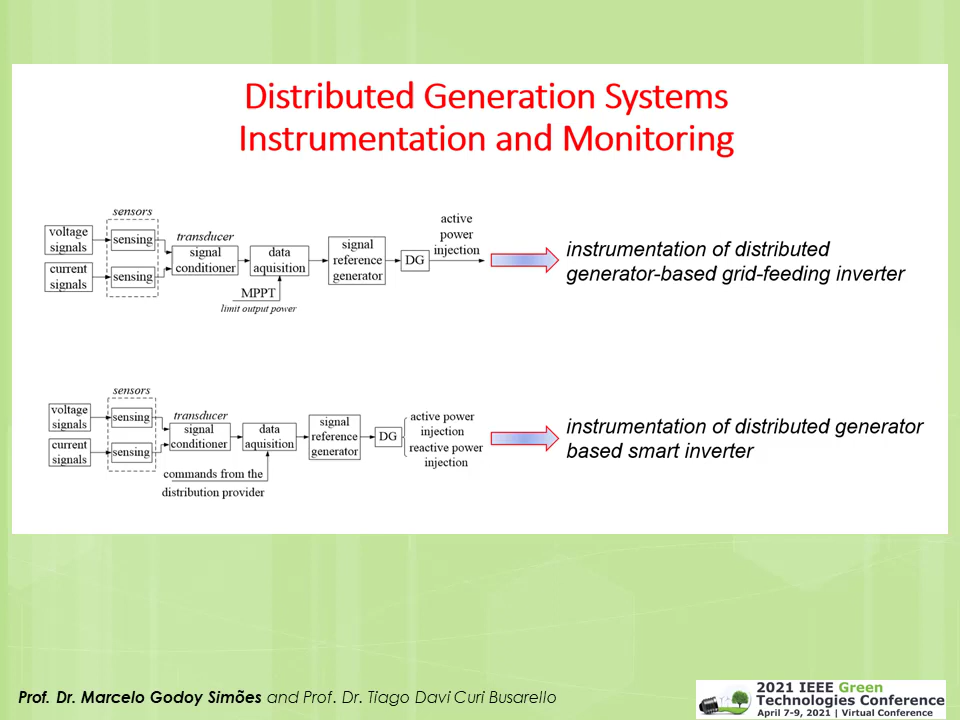 Distributed Generation Systems
Instrumentation and Monitoring
sensors
voltage
signals
sensing
current
signals
sensing
transducer
signal
conditioner
data
aquisition
MPPT
limit output power
signal
reference
generator
DG
active
power
injection
instrumentation of distributed
generator-based grid-feeding inverter
sensors
voltage
signals
sensing
current
signals
sensing
transducer
signal
conditioner
data
aquisition
commands from the
distribution provider
signal
reference
generator
DG
active power
injection
reactive power
injection
instrumentation of distributed generator
based smart inverter
Prof. Dr. Marcelo Godoy Simões and Prof. Dr. Tiago Davi Curi Busarello
2021 IEEE Green
Technologies Conference
April 7-9, 2021 | Virtual Conference